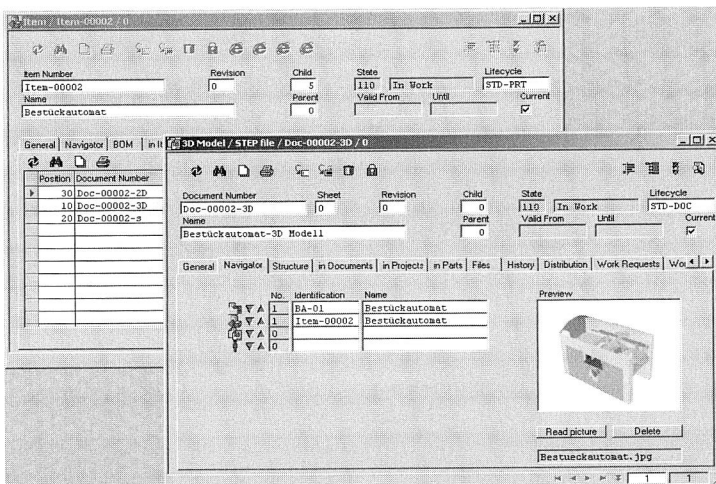 Item / Item-00002 / 0
Item Number Revision Child State Lifecycle
Item-00002 0 5 110 In Work STD-PRT
Name Parent Valid From Until Current
Bestückautomat 0
General Navigator BOM in It
Position Document Number
30 Doc-00002-2D
10 Doc-00002-3D
20 Doc-00002-s
3D Model / STEP file / Doc-00002-3D / 0
Document Number Sheet Revision Child State Lifecycle
Doc-00002-3D 0 0 0 110 In Work STD-DOC
Name Parent Valid From Until Current
Bestückautomat-3D Modell 0
General Navigator Structure in Documents in Projects in Parts Files History Distribution Work Requests Wor
No. Identification Name Preview
1 BA-01 Bestückautomat
1 Item-00002 Bestückautomat
0
0
Read picture Delete
Bestueckautomat.jpg
1 1